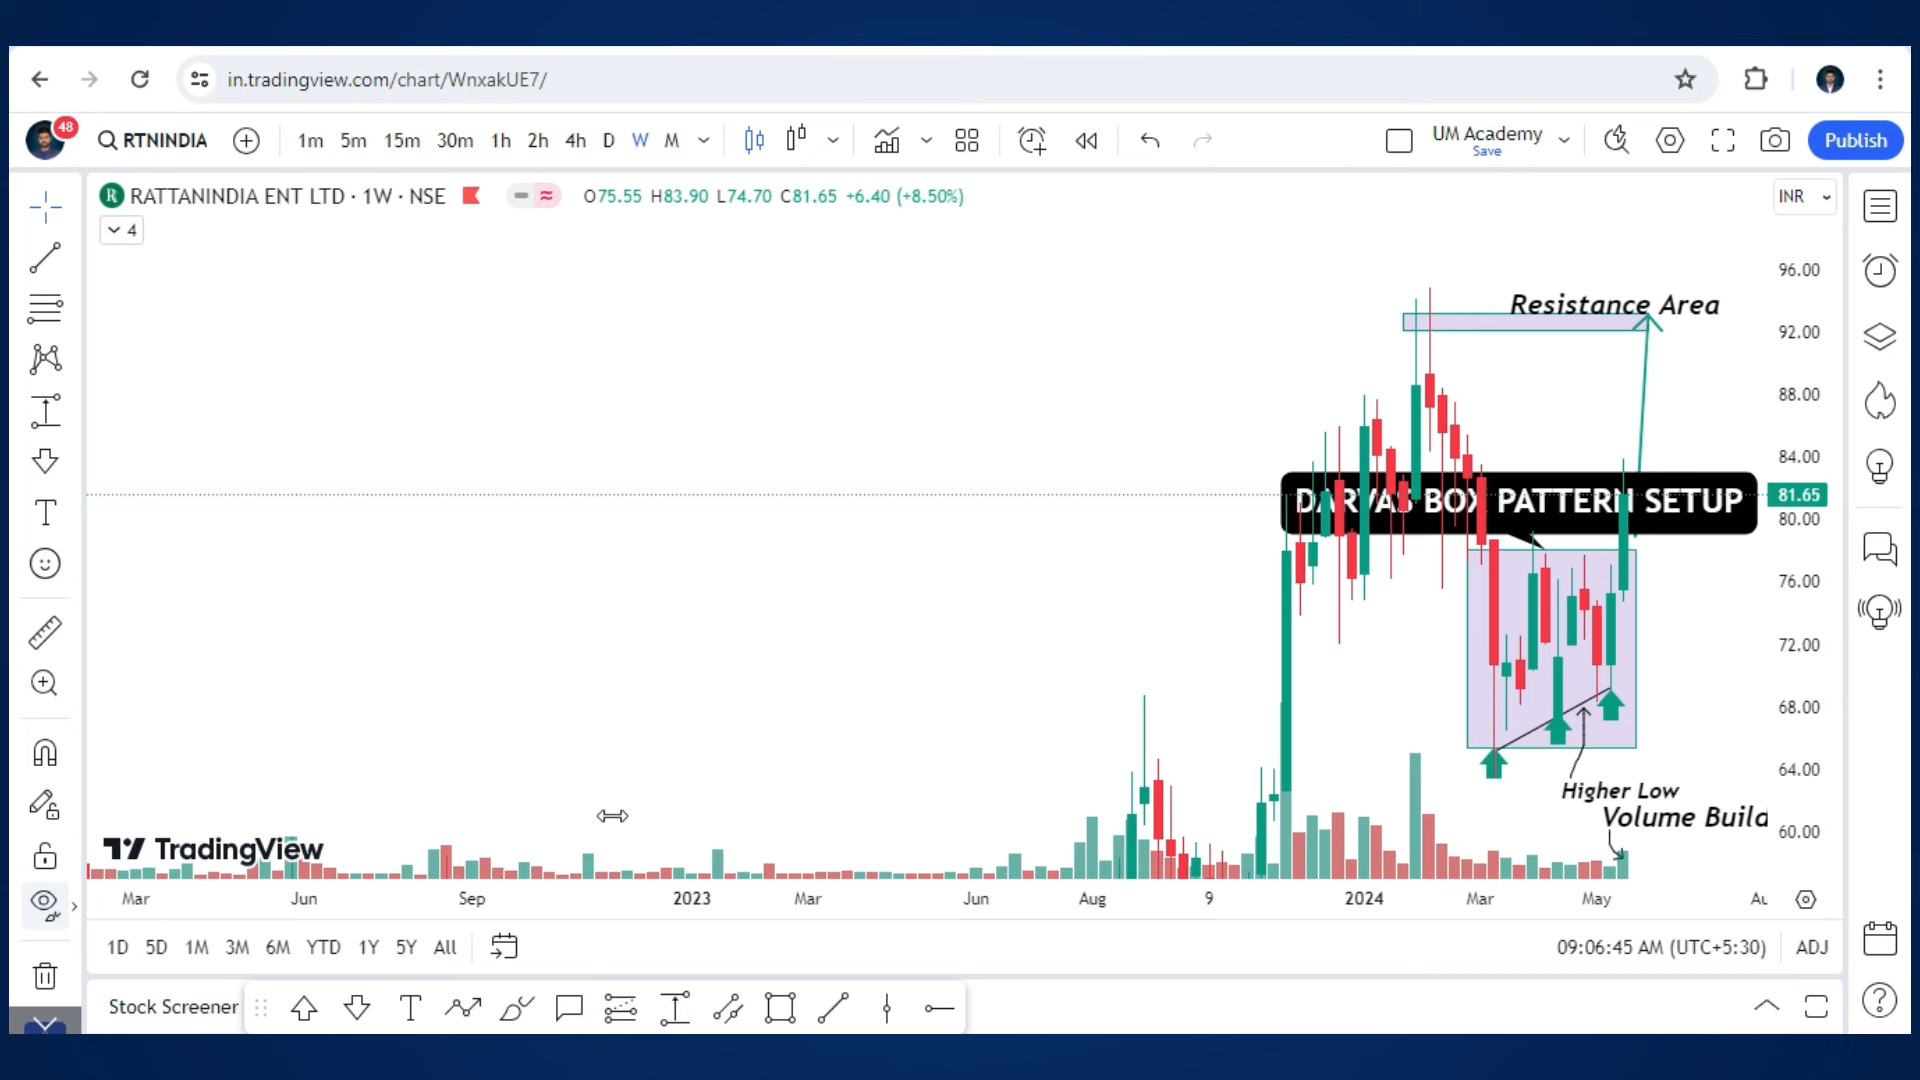 in.tradingview.com/chart/WnxakUE7/
48
RTNINDIA
1m 5m 15m 30m 1h 2h 4h D W M
UM Academy
Save
Publish
R RATTANINDIA ENT LTD · 1W · NSE
O75.55 H83.90 L74.70 C81.65 +6.40 (+8.50%)
INR
4
96.00
Resistance Area
92.00
88.00
84.00
DARVAS BOX PATTERN SETUP
81.65
80.00
76.00
72.00
68.00
64.00
Higher Low
Volume Build
60.00
TradingView
Mar Jun Sep 2023 Mar Jun Aug 9 2024 Mar May Au
1D 5D 1M 3M 6M YTD 1Y 5Y All
09:06:45 AM (UTC+5:30) ADJ
Stock Screener